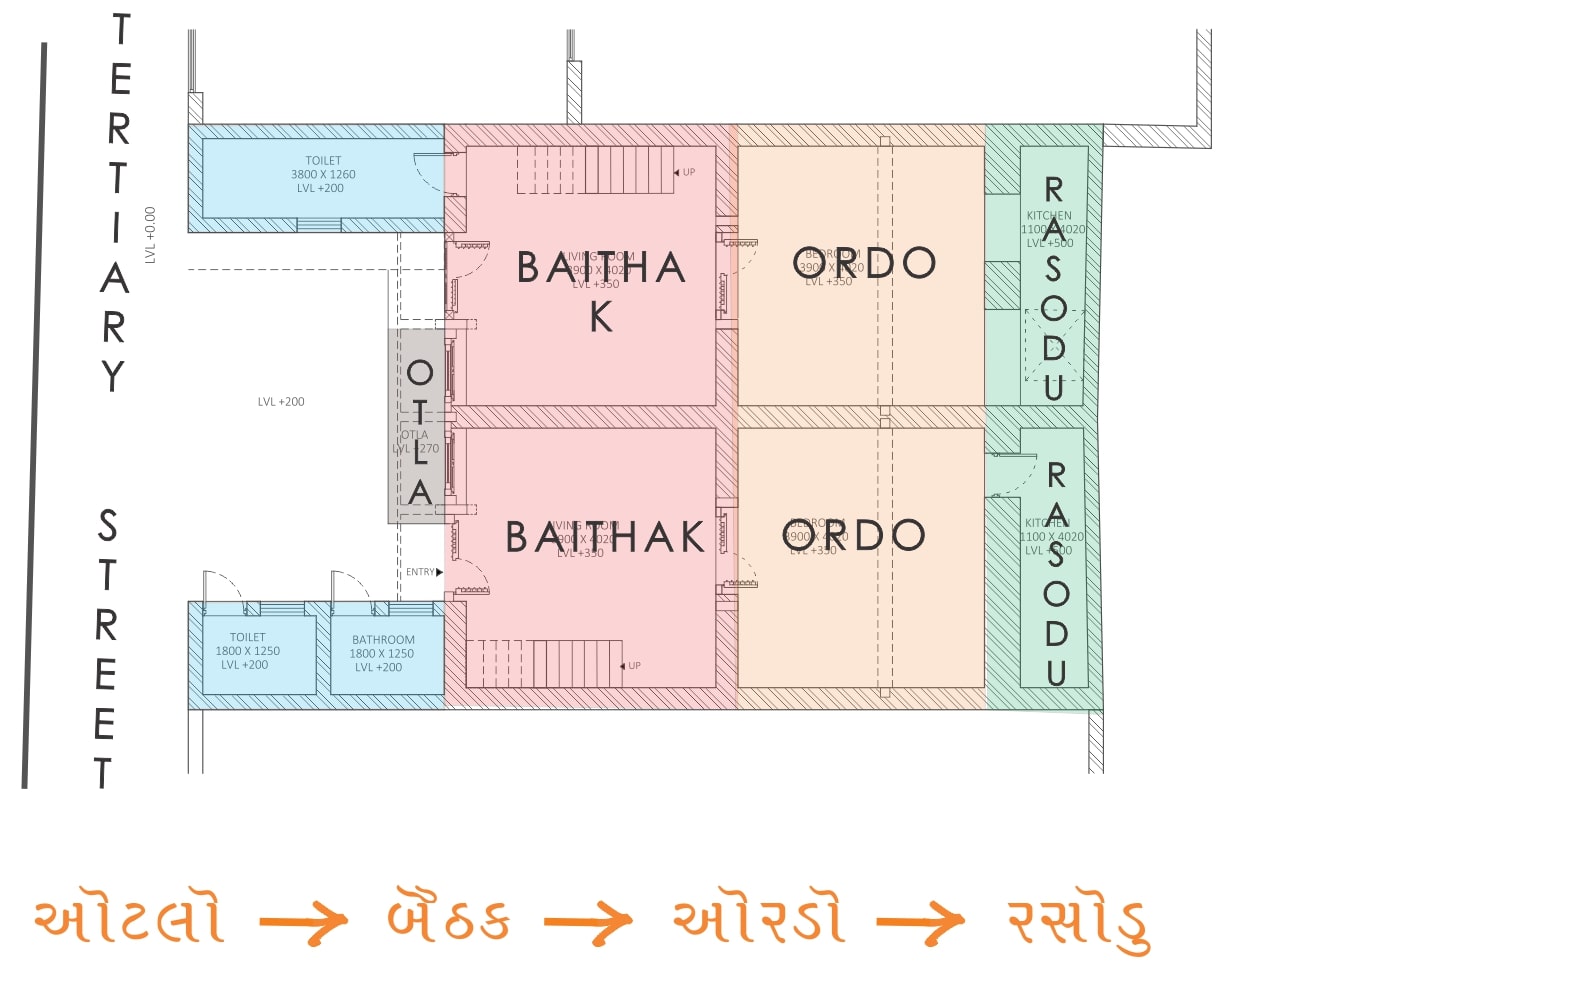 TERTIARY STREET
LVL +0.00
TOILET
3800 X 1260
LVL +200
UP
BAITHA
K
LIVING ROOM
3900 X 4020
LVL +350
ORDO
BEDROOM
3900 X 4020
LVL +350
RASODU
KITCHEN
1100 X 4020
LVL +500
LVL +200
OTLA
OTLA
LVL +270
BAITHAK
LIVING ROOM
3900 X 4020
LVL +350
ORDO
BEDROOM
3900 X 4020
LVL +350
RASODU
KITCHEN
1100 X 4020
LVL +500
ENTRY
TOILET
1800 X 1250
LVL +200
BATHROOM
1800 X 1250
LVL +200
UP
ઓટલો → બૈઠક → ઓરડો → રસોડુ